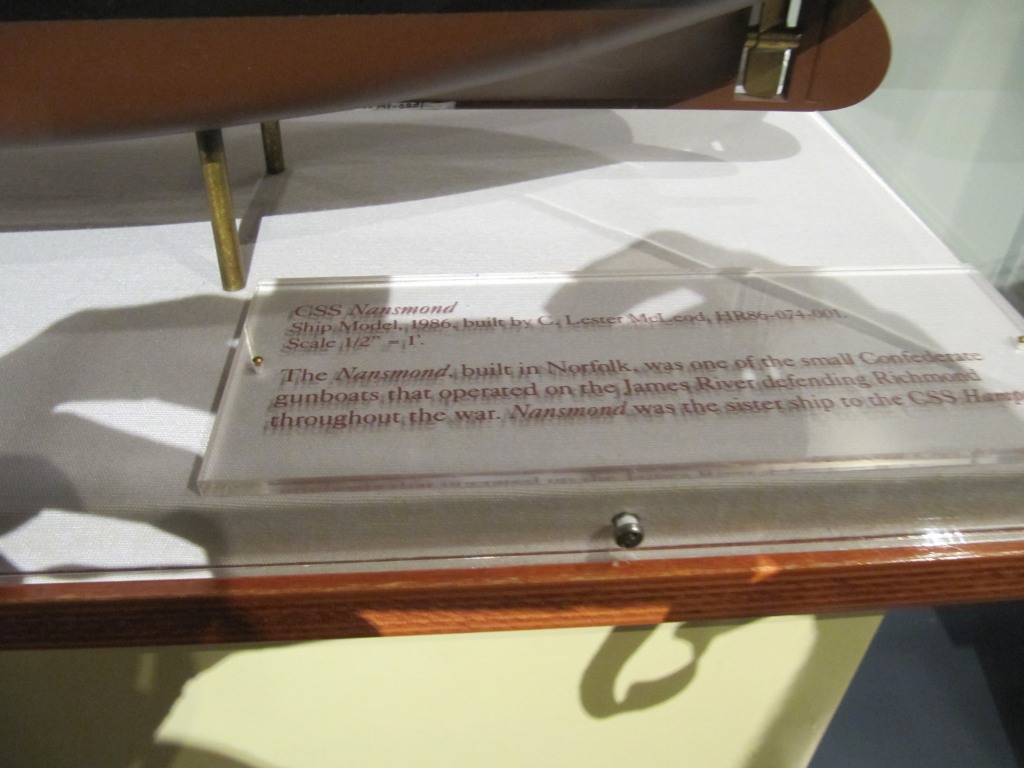 CSS Nansmond
Ship Model, 1986, built by C. Lester McLeod, HR86-074-001.
Scale 1/2" = 1'.
The Nansmond, built in Norfolk, was one of the small Confederate
gunboats that operated on the James River defending Richmond
throughout the war. Nansmond was the sister ship to the CSS